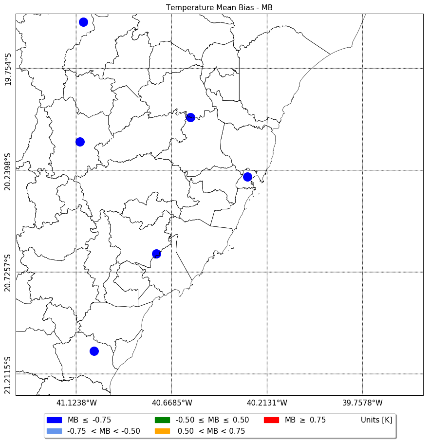 Temperature Mean Bias - MB
19.754°S
20.2398°S
20.7257°S
21.2115°S
41.1238°W 40.6685°W 40.2131°W 39.7578°W
MB ≤ -0.75 -0.50 ≤ MB ≤ 0.50 MB ≥ 0.75 Units [K]
-0.75 < MB < -0.50 0.50 < MB < 0.75